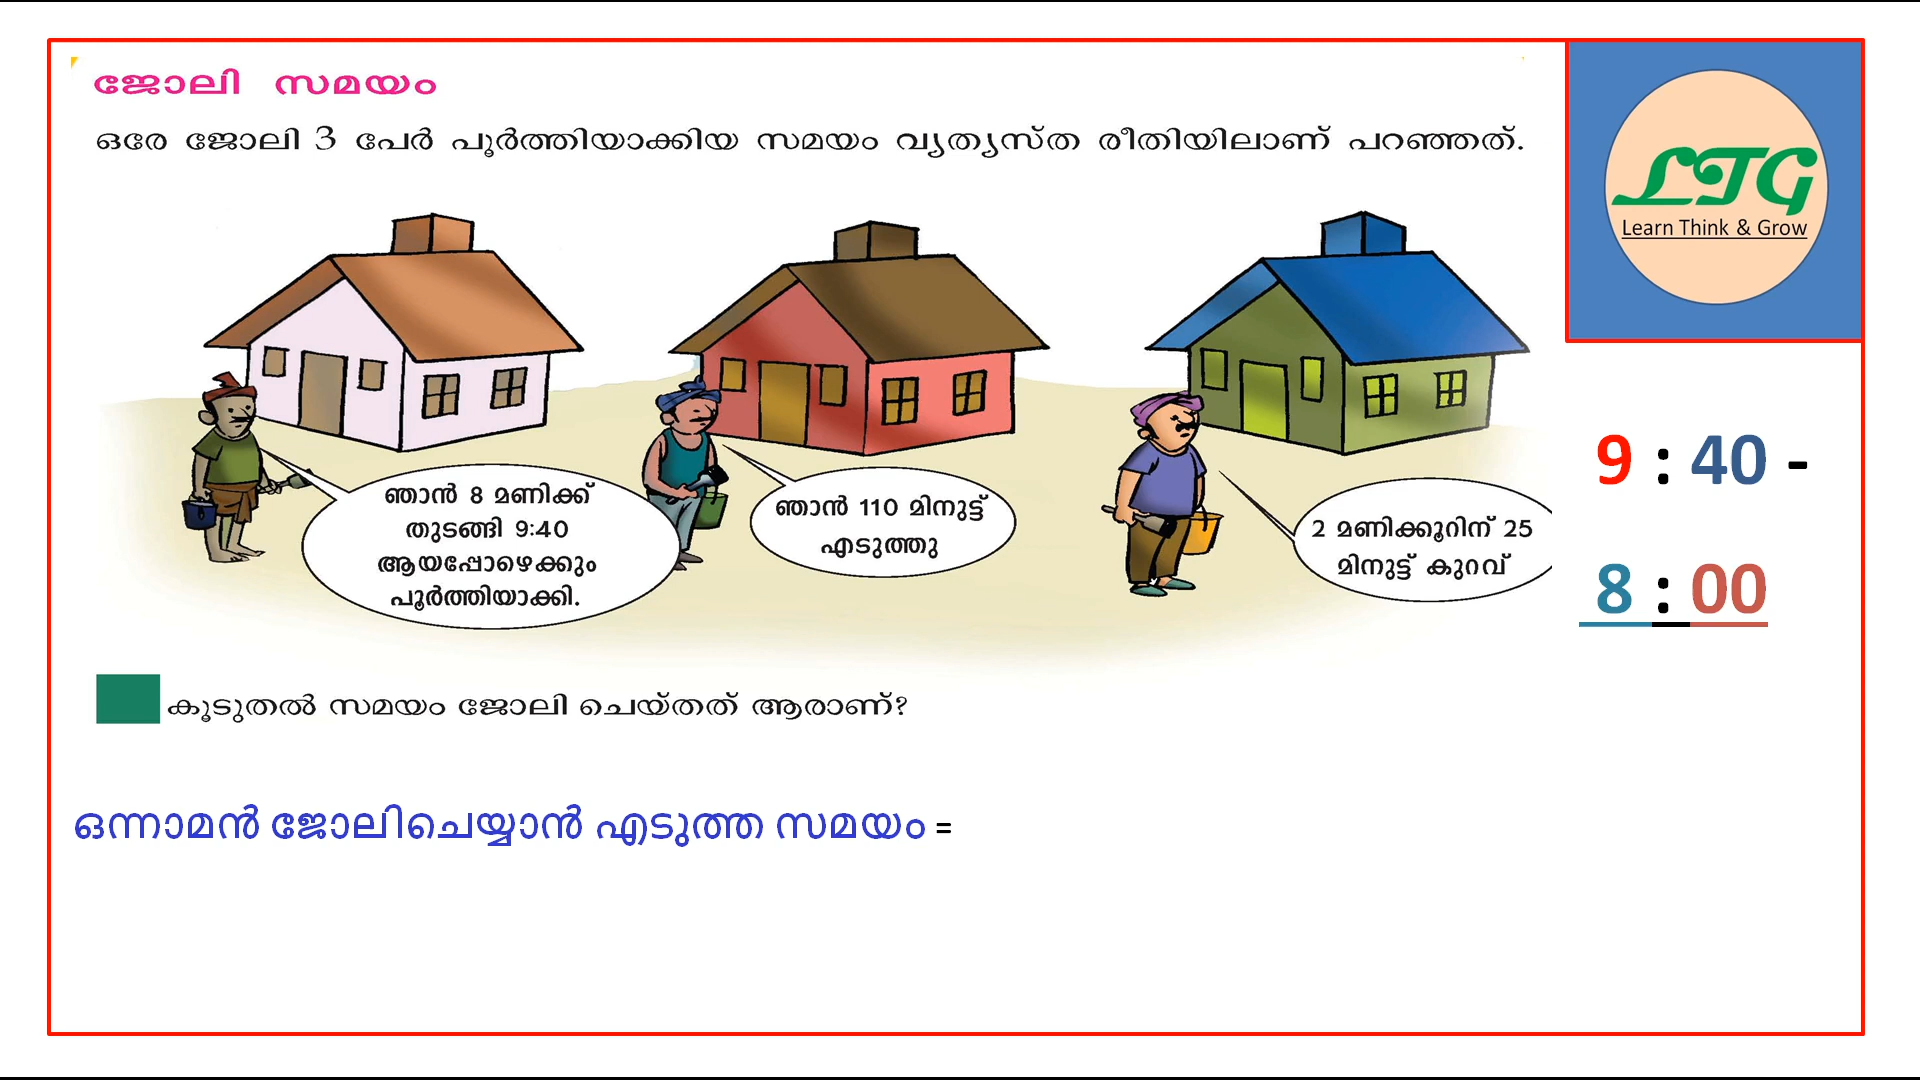 ജോലി സമയം
ഒരേ ജോലി 3 പേർ പൂർത്തിയാക്കിയ സമയം വ്യത്യസ്ത രീതിയിലാണ് പറഞ്ഞത്.
LTG
Learn Think & Grow
ഞാൻ 8 മണിക്ക്
തുടങ്ങി 9:40
ആയപ്പോഴെക്കും
പൂർത്തിയാക്കി.
ഞാൻ 110 മിനുട്ട്
എടുത്തു
2 മണിക്കൂറിന് 25
മിനുട്ട് കുറവ്
9 : 40 -
8 : 00
കൂടുതൽ സമയം ജോലി ചെയ്തത് ആരാണ്?
ഒന്നാമൻ ജോലിചെയ്യാൻ എടുത്ത സമയം =